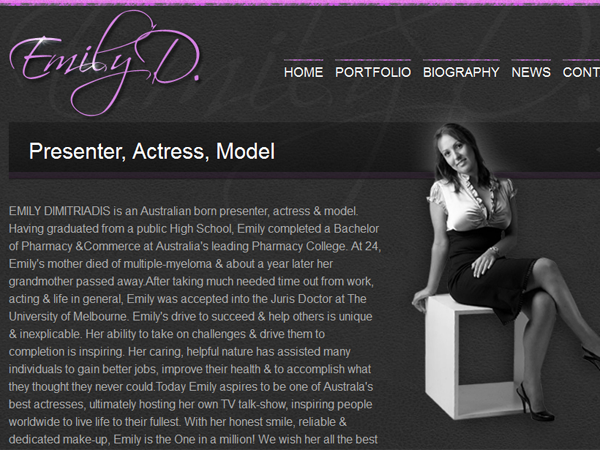 Emily D.
HOME PORTFOLIO BIOGRAPHY NEWS CONT
Presenter, Actress, Model
EMILY DIMITRIADIS is an Australian born presenter, actress & model.
Having graduated from a public High School, Emily completed a Bachelor
of Pharmacy &Commerce at Australia's leading Pharmacy College. At 24,
Emily's mother died of multiple-myeloma & about a year later her
grandmother passed away.After taking much needed time out from work,
acting & life in general, Emily was accepted into the Juris Doctor at The
University of Melbourne. Emily's drive to succeed & help others is unique
& inexplicable. Her ability to take on challenges & drive them to
completion is inspiring. Her caring, helpful nature has assisted many
individuals to gain better jobs, improve their health & to accomplish what
they thought they never could.Today Emily aspires to be one of Australa's
best actresses, ultimately hosting her own TV talk-show, inspiring people
worldwide to live life to their fullest. With her honest smile, reliable &
dedicated make-up, Emily is the One in a million! We wish her all the best